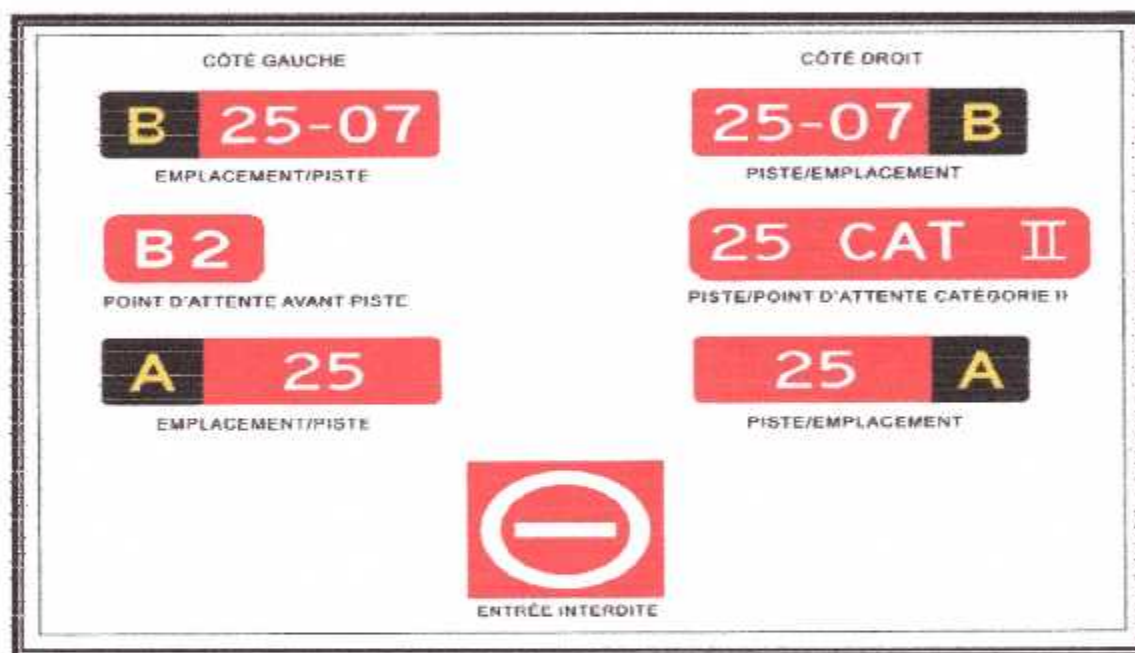 CÔTÉ GAUCHE CÔTÉ DROIT
B 25-07 25-07 B
EMPLACEMENT/PISTE PISTE/EMPLACEMENT
B 2 25 CAT II
POINT D'ATTENTE AVANT PISTE PISTE/POINT D'ATTENTE CATÉGORIE II
A 25 25 A
EMPLACEMENT/PISTE PISTE/EMPLACEMENT
ENTRÉE INTERDITE